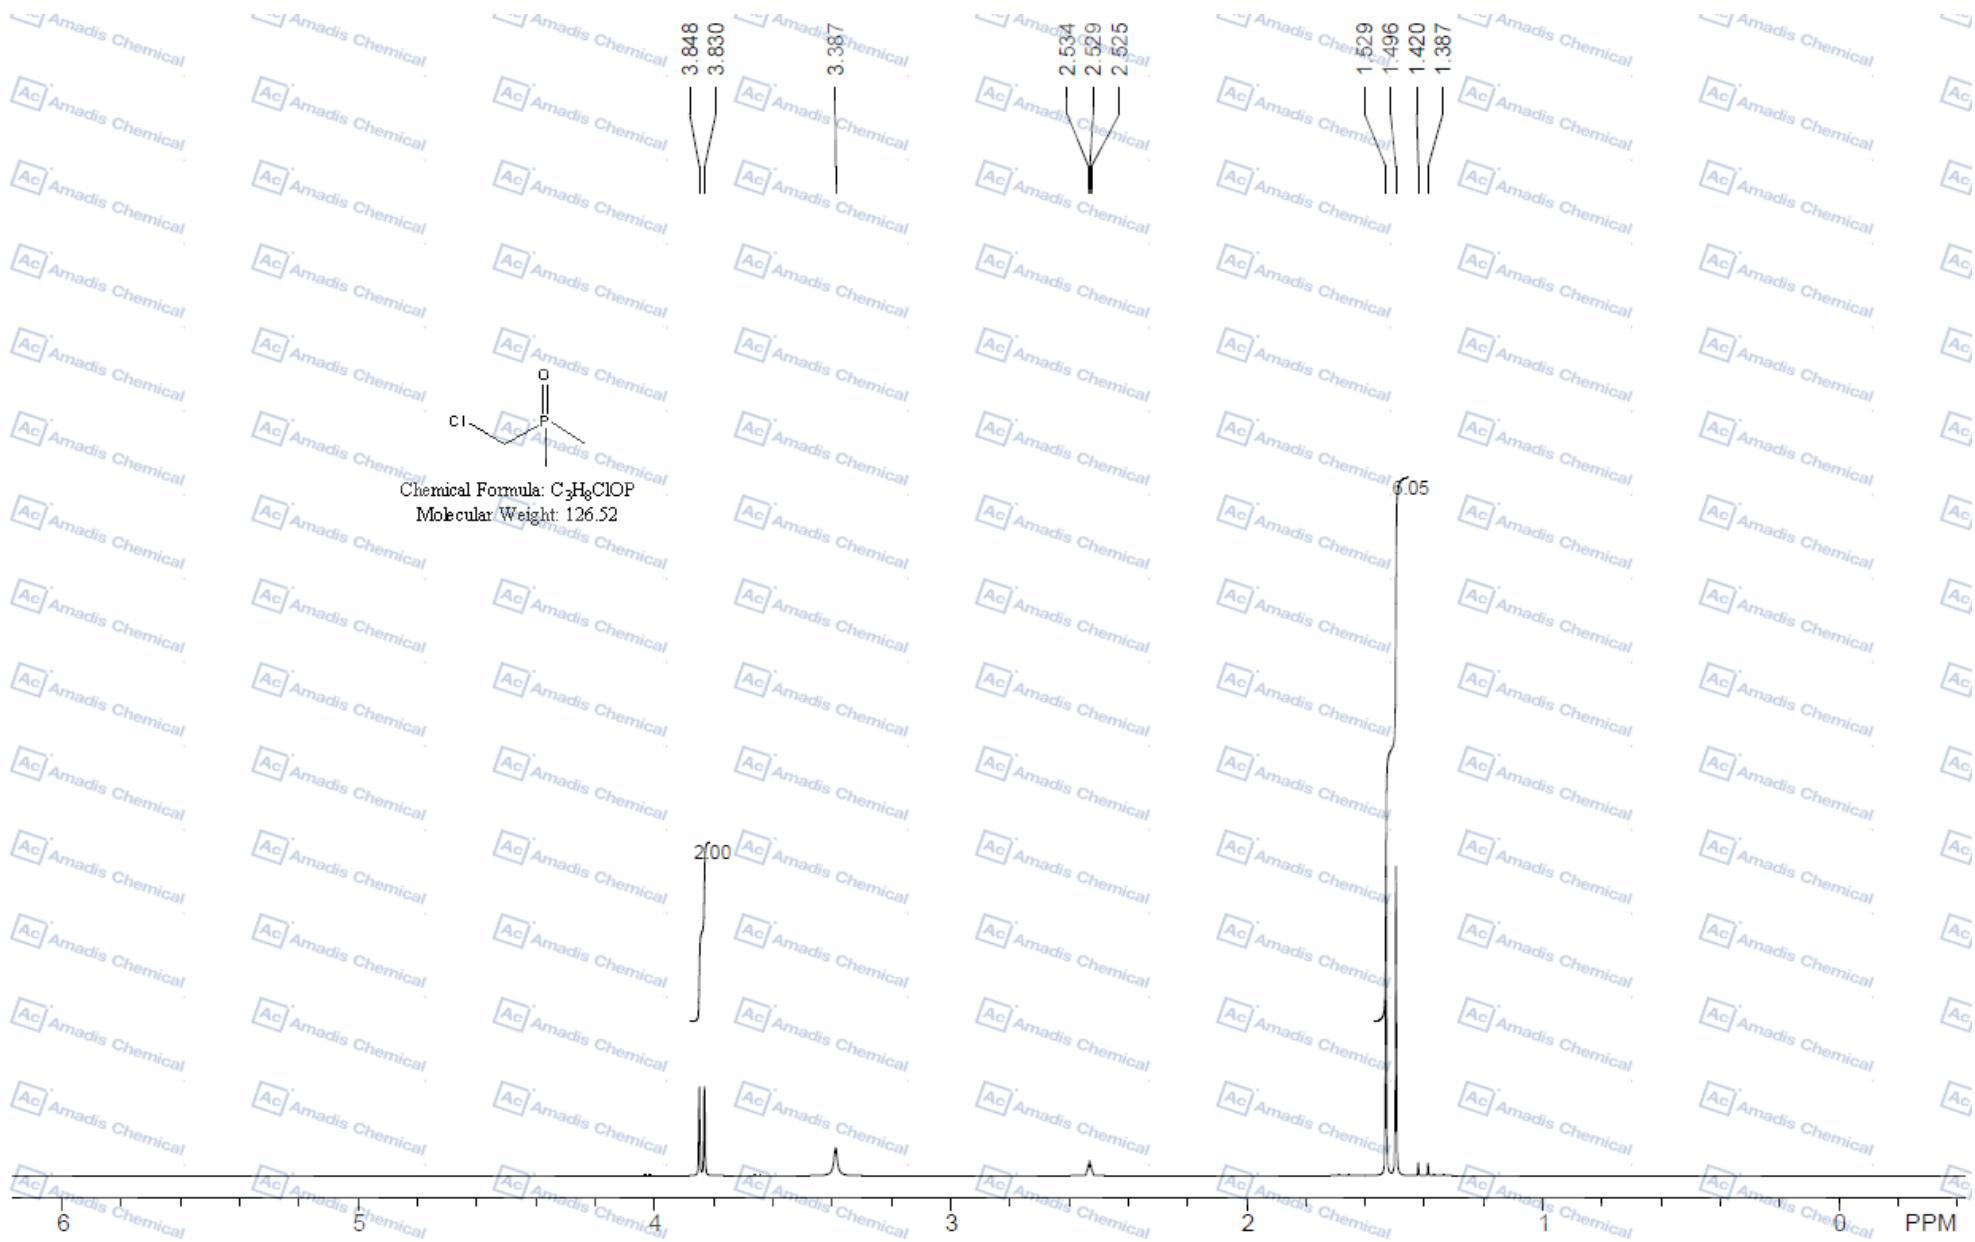 3.848
3.830
3.387
2.534
2.529
2.525
1.529
1.496
1.420
1.387
O
Cl
P
Chemical Formula: C₃H₈ClOP
Molecular Weight: 126.52
6.05
2.00
6 5 4 3 2 1 0 PPM
Ac Amadis Chemical